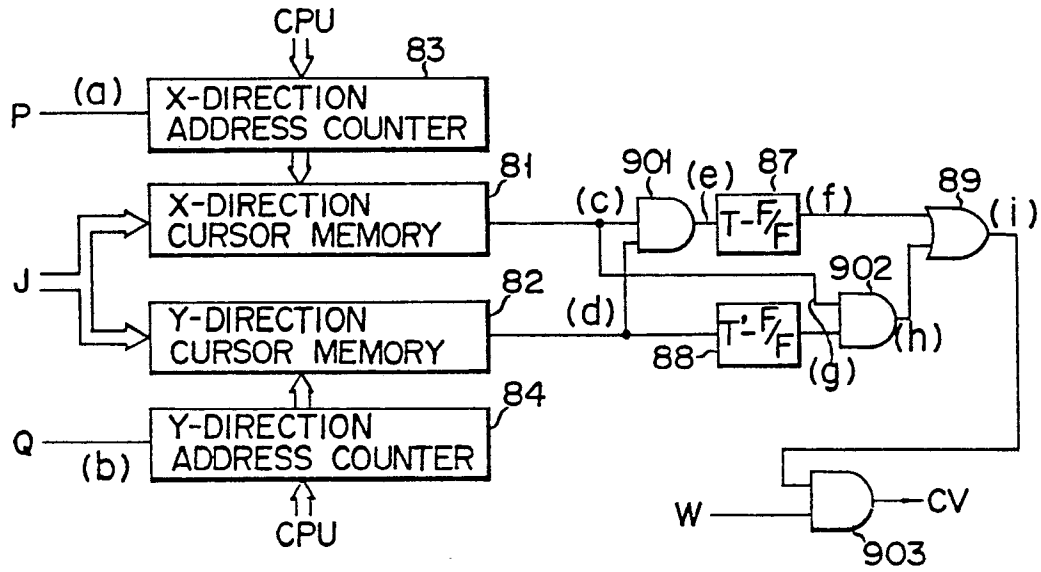 CPU
83
P
(a)
X-DIRECTION
ADDRESS COUNTER
81
X-DIRECTION
CURSOR MEMORY
(c)
901
(e)
87
T-F/F
(f)
89
(i)
J
902
82
Y-DIRECTION
CURSOR MEMORY
(d)
T'-F/F
88
(g)
(h)
84
Q
(b)
Y-DIRECTION
ADDRESS COUNTER
CPU
W
CV
903